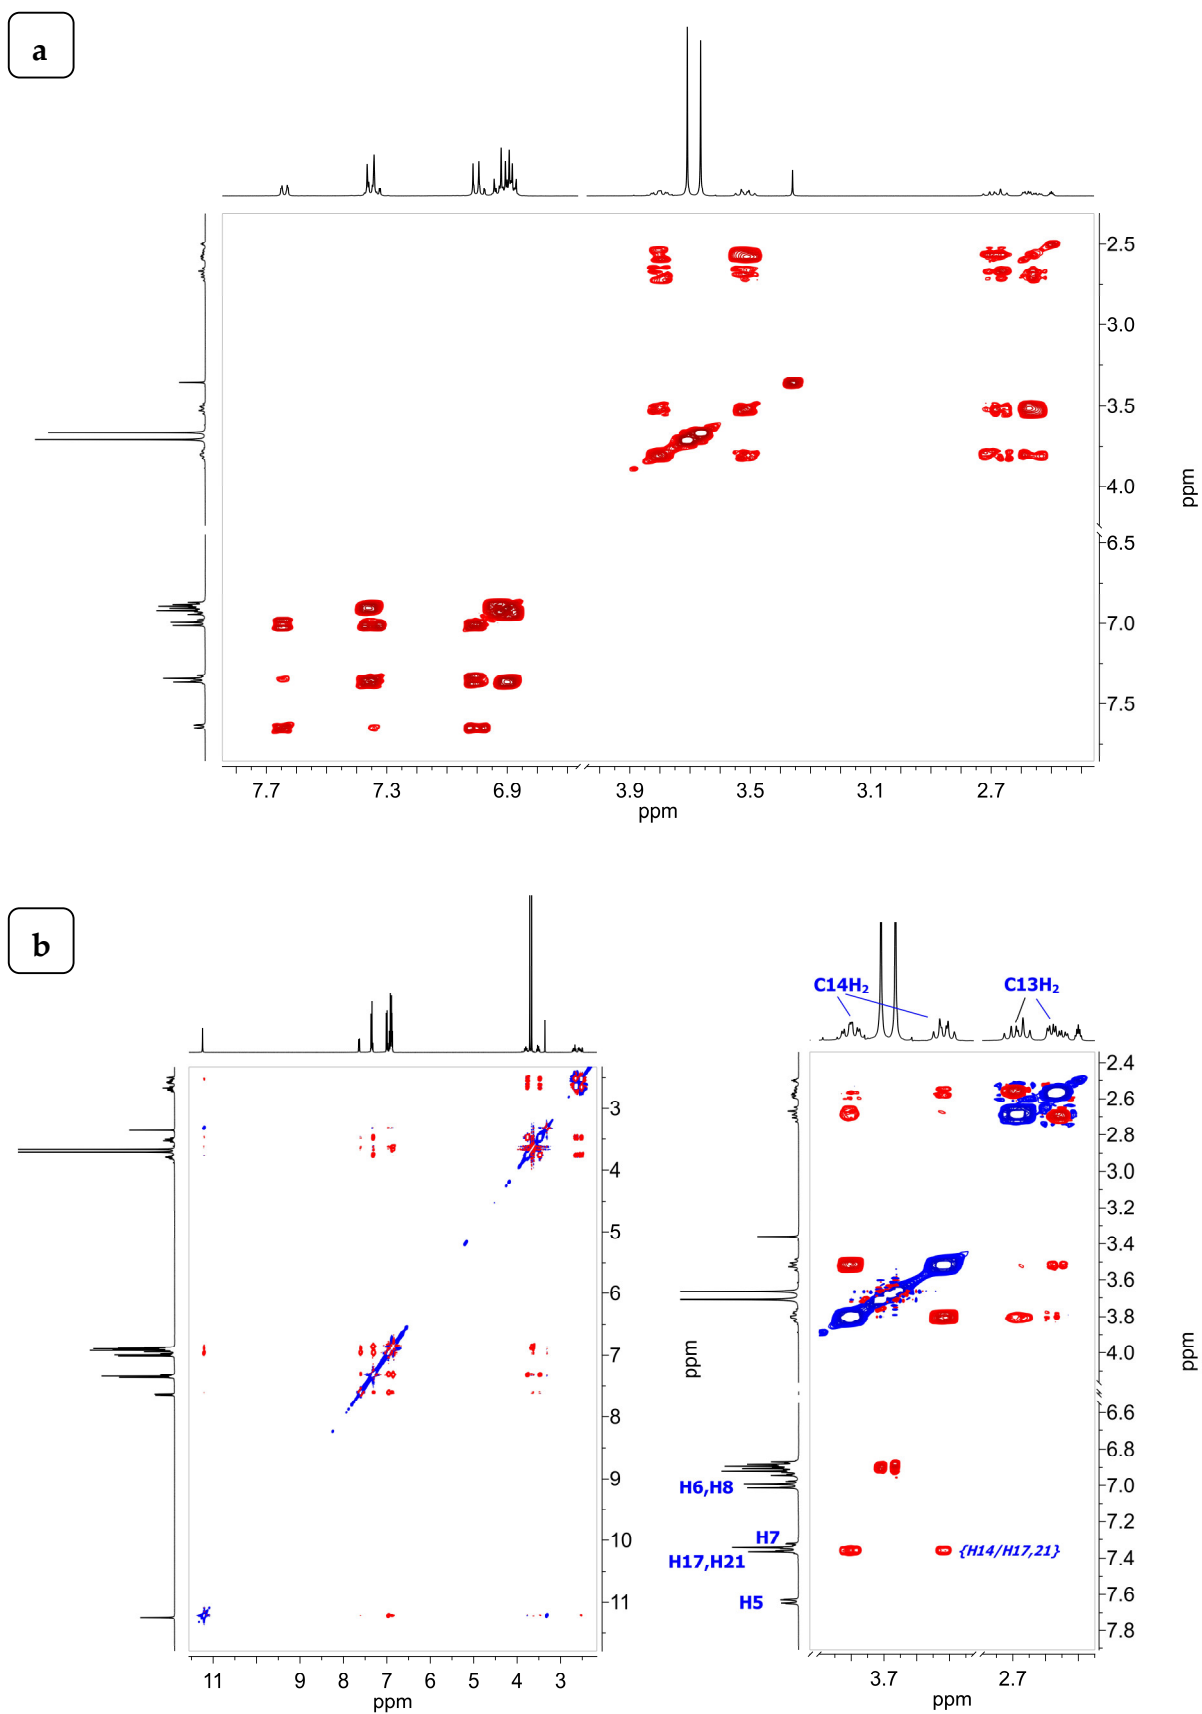 a
2.5
3.0
3.5
4.0
6.5
7.0
7.5
ppm
7.7 7.3 6.9 3.9 3.5 3.1 2.7
ppm
b
C14H₂ C13H₂
3
4
5
6
7
8
9
10
11
11 9 8 7 6 5 4 3
ppm
2.4
2.6
2.8
3.0
3.2
3.4
3.6
3.8
4.0
6.6
6.8
7.0
7.2
7.4
7.6
7.8
ppm
ppm
H6,H8
H7
H17,H21
{H14/H17,21}
H5
3.7 2.7
ppm